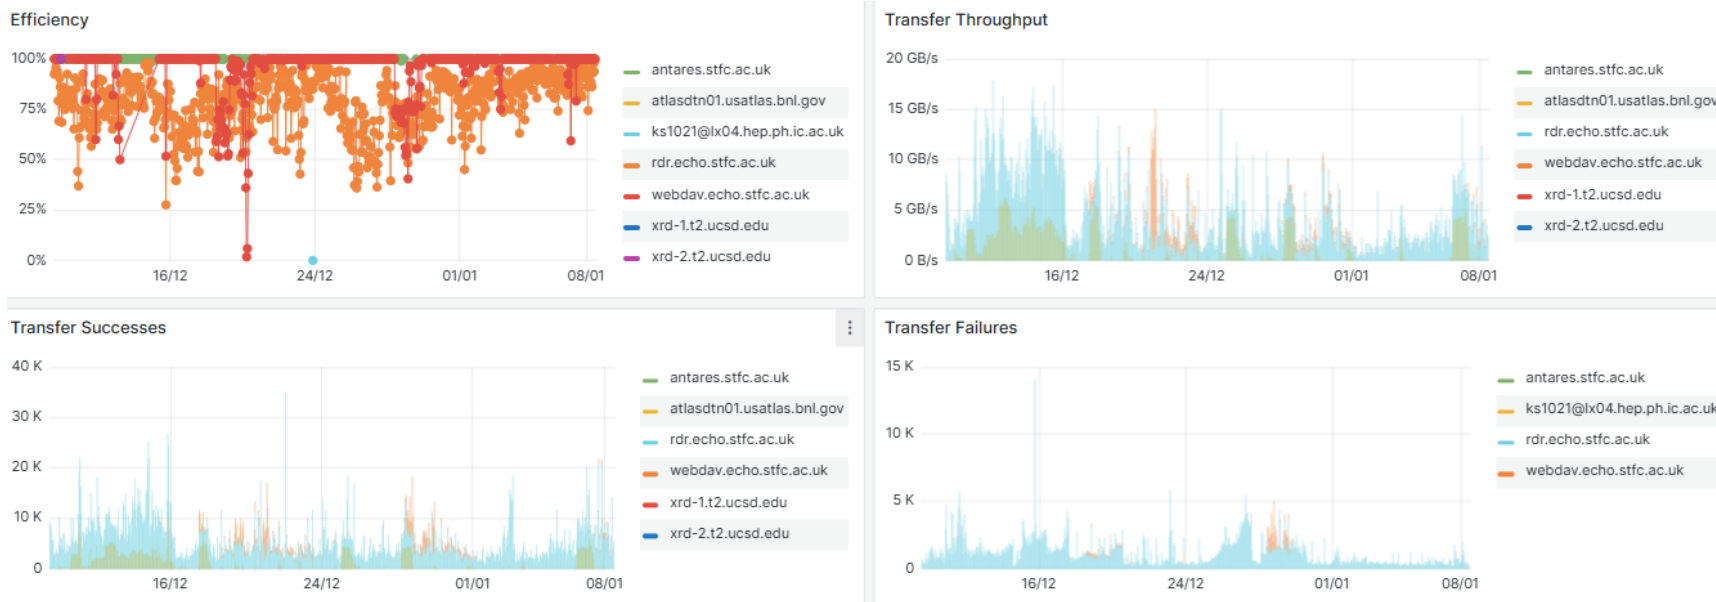 Efficiency
100%
75%
50%
25%
0%
16/12
24/12
01/01
08/01
antares.stfc.ac.uk
atlasdtn01.usatlas.bnl.gov
ks1021@lx04.hep.ph.ic.ac.uk
rdr.echo.stfc.ac.uk
webdav.echo.stfc.ac.uk
xrd-1.t2.ucsd.edu
xrd-2.t2.ucsd.edu
Transfer Throughput
20 GB/s
15 GB/s
10 GB/s
5 GB/s
0 B/s
16/12
24/12
01/01
08/01
antares.stfc.ac.uk
atlasdtn01.usatlas.bnl.gov
rdr.echo.stfc.ac.uk
webdav.echo.stfc.ac.uk
xrd-1.t2.ucsd.edu
xrd-2.t2.ucsd.edu
Transfer Successes
40 K
30 K
20 K
10 K
0
16/12
24/12
01/01
08/01
antares.stfc.ac.uk
atlasdtn01.usatlas.bnl.gov
rdr.echo.stfc.ac.uk
webdav.echo.stfc.ac.uk
xrd-1.t2.ucsd.edu
xrd-2.t2.ucsd.edu
Transfer Failures
15 K
10 K
5 K
0
16/12
24/12
01/01
08/01
antares.stfc.ac.uk
ks1021@lx04.hep.ph.ic.ac.uk
rdr.echo.stfc.ac.uk
webdav.echo.stfc.ac.uk